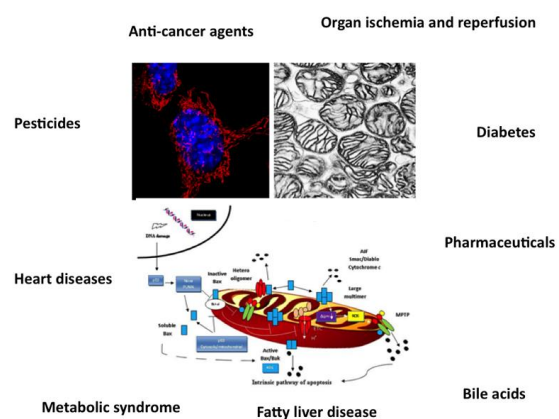 Organ ischemia and reperfusion
Anti-cancer agents
Pesticides
Diabetes
Pharmaceuticals
Heart diseases
DNA damage
Inactive
Bax
Hetero
oligomer
AIF
Smac/Diablo
Cytochrome c
Large
multimer
MPTP
Soluble
Bax
Active
Bax/Bak
Intrinsic pathway of apoptosis
Bile acids
Metabolic syndrome
Fatty liver disease